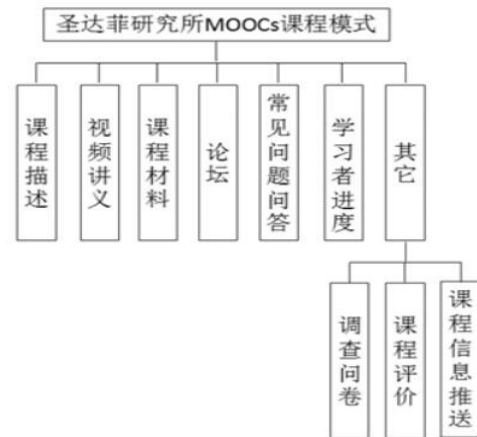 圣达菲研究所MOOCs课程模式
课程描述
视频讲义
课程材料
论坛
常见问题问答
学习者进度
其它
调查问卷
课程评价
课程信息推送